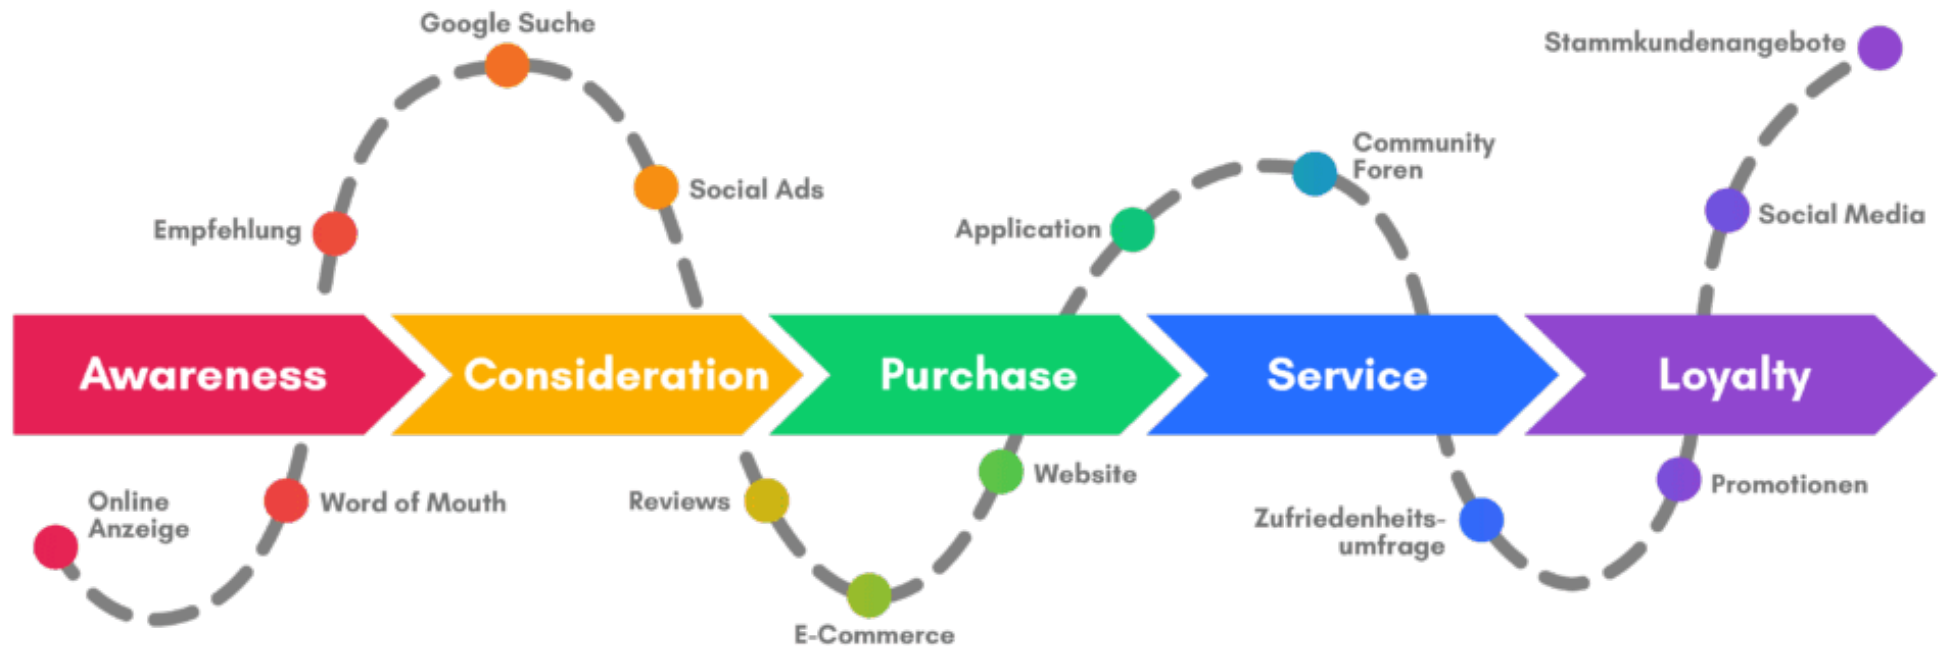 Google Suche
Stammkundenangebote
Community
Foren
Social Ads
Social Media
Empfehlung
Application
Awareness
Consideration
Purchase
Service
Loyalty
Online
Anzeige
Word of Mouth
Reviews
Website
Promotionen
Zufriedenheits-
umfrage
E-Commerce